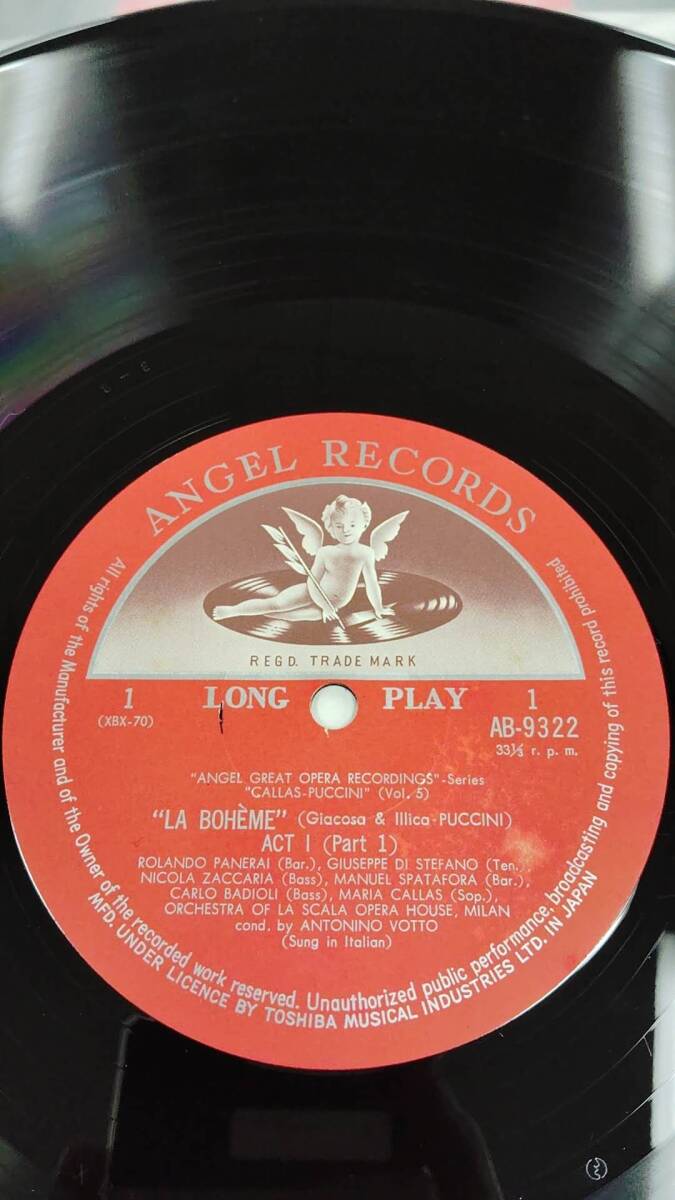 ANGEL RECORDS
REGD. TRADE MARK
1 LONG PLAY 1
(XBX-70) AB-9322
33⅓ r. p. m.
"ANGEL GREAT OPERA RECORDINGS"-Series
"CALLAS-PUCCINI" (Vol. 5)
"LA BOHÈME" (Giacosa & Illica-PUCCINI)
ACT I (Part 1)
ROLANDO PANERAI (Bar.), GIUSEPPE DI STEFANO (Ten.)
NICOLA ZACCARIA (Bass), MANUEL SPATAFORA (Bar.),
CARLO BADIOLI (Bass), MARIA CALLAS (Sop.),
ORCHESTRA OF LA SCALA OPERA HOUSE, MILAN
cond. by ANTONINO VOTTO
(Sung in Italian)
All rights of the Manufacturer and of the Owner of the recorded work reserved. Unauthorized public performance, broadcasting and copying of this record prohibited
MFD. UNDER LICENCE BY TOSHIBA MUSICAL INDUSTRIES LTD. IN JAPAN